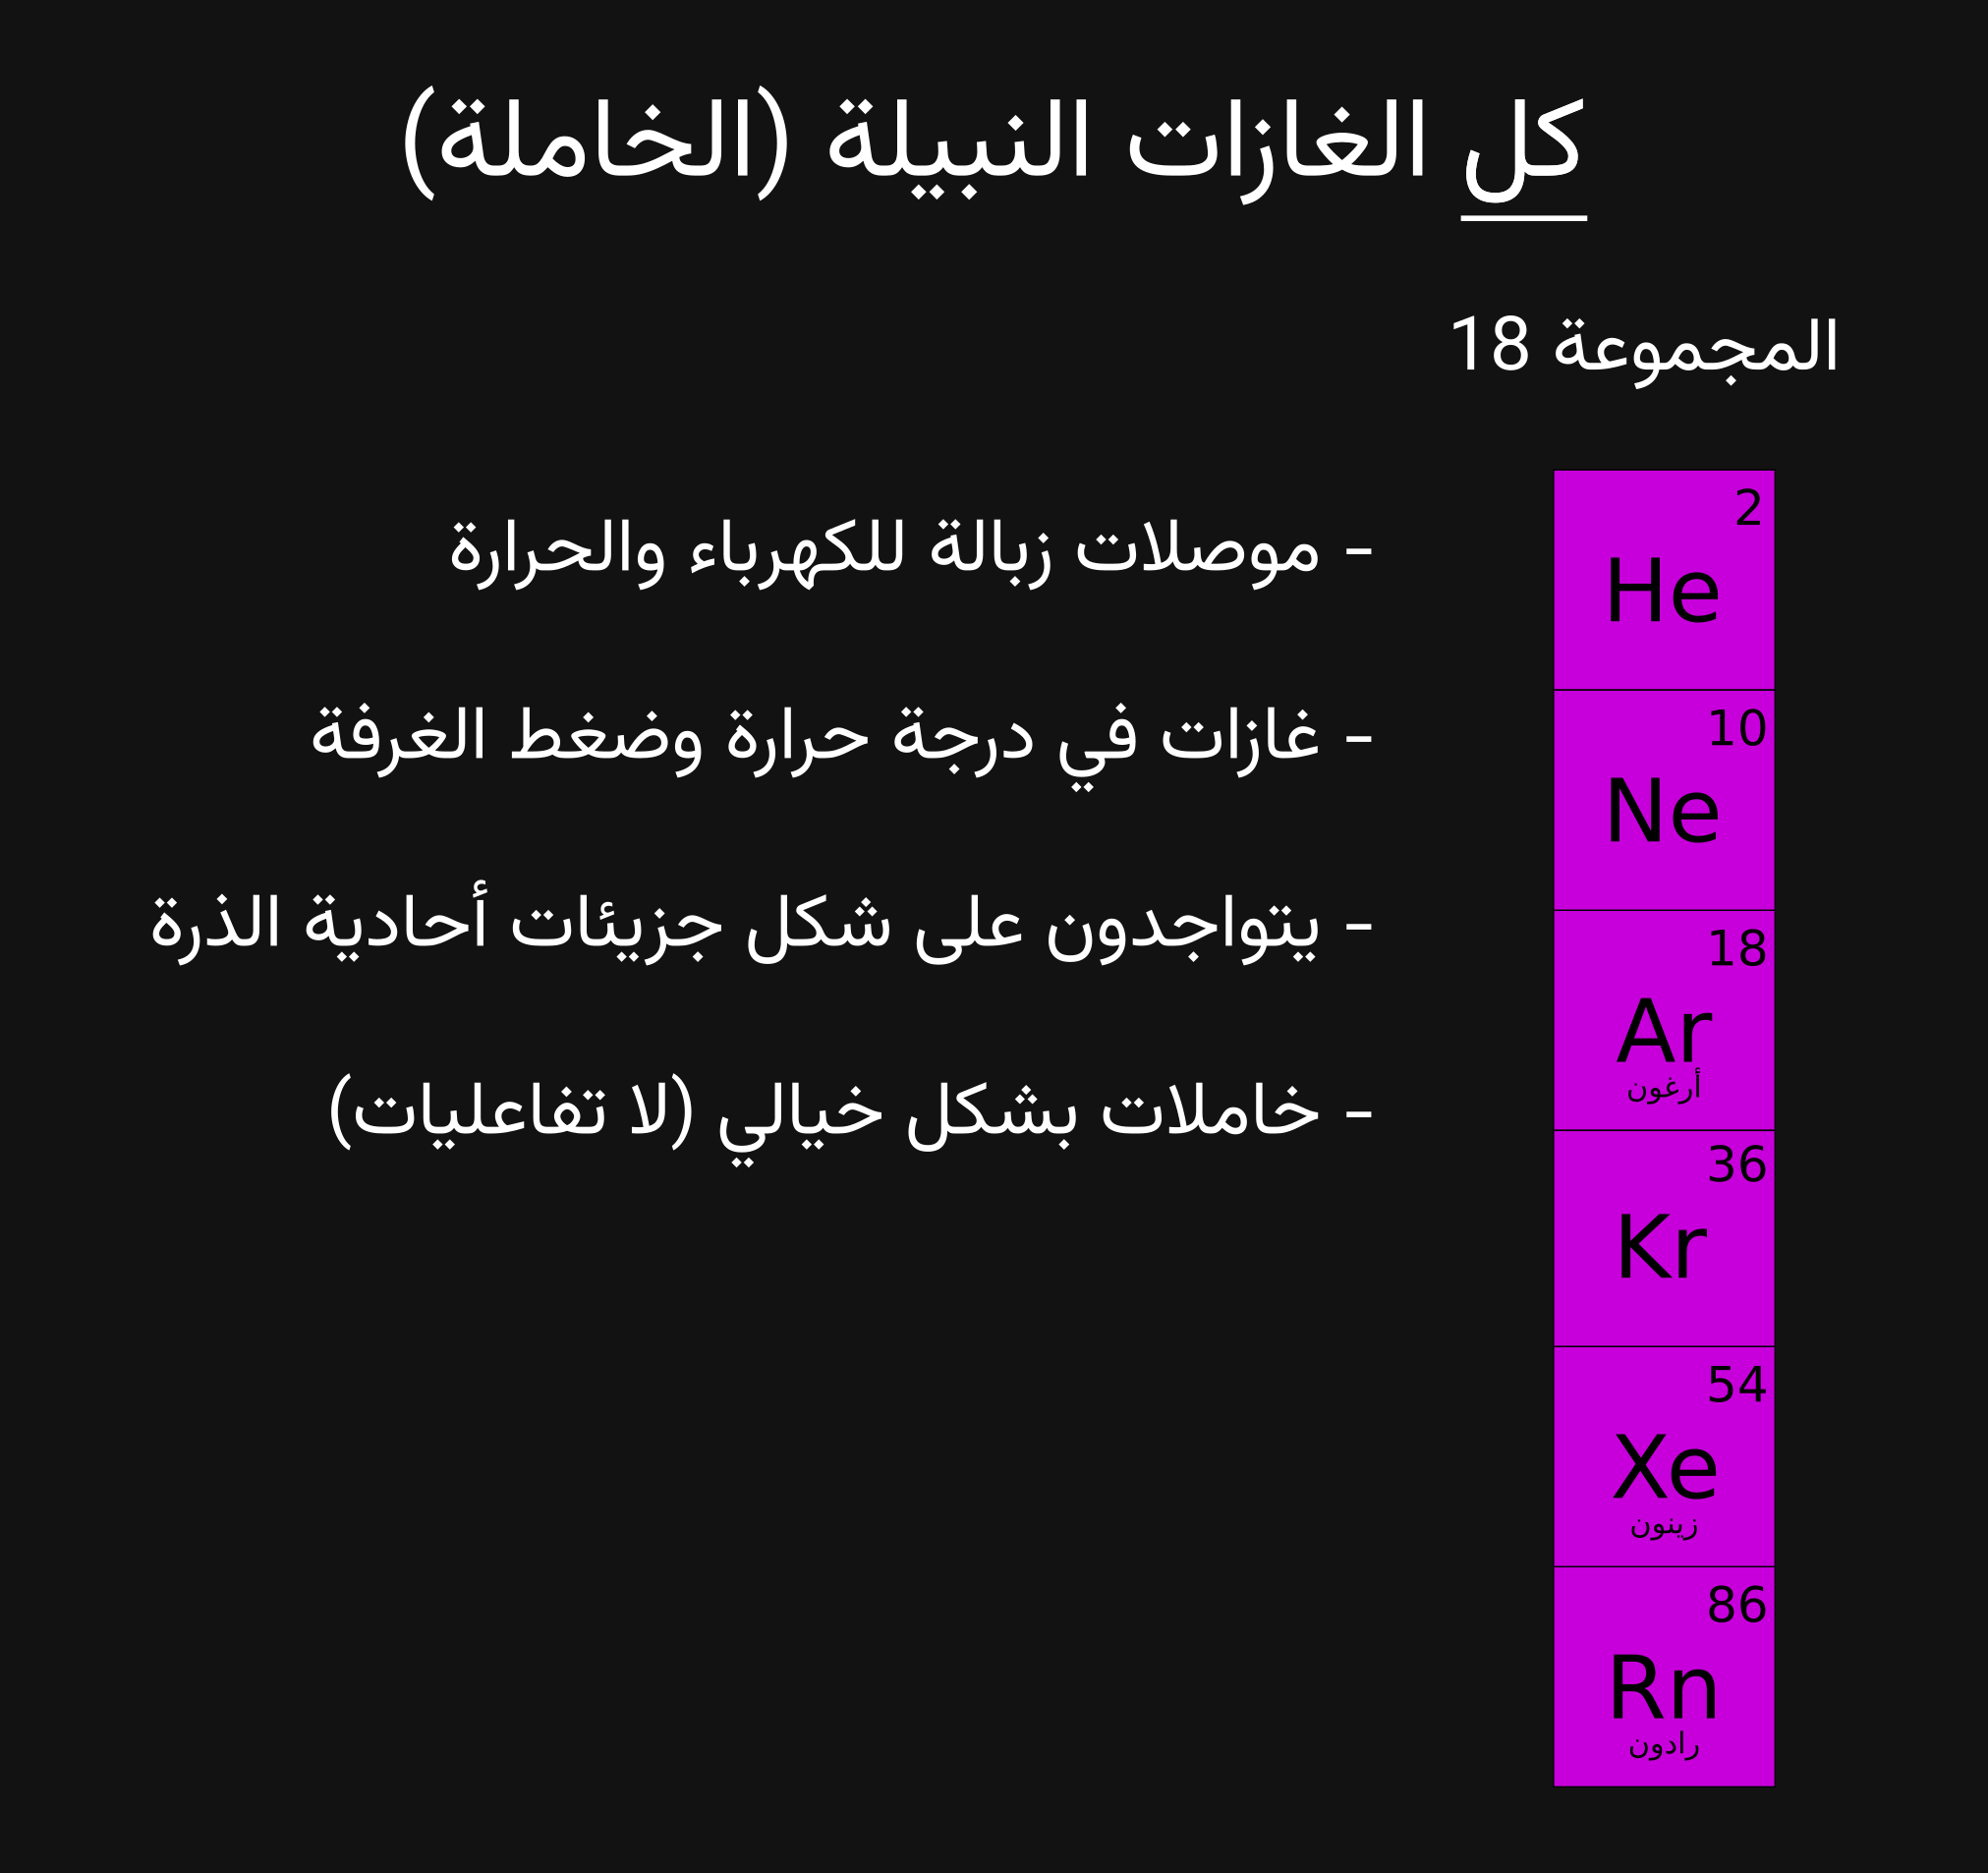 كل الغازات النبيلة (الخاملة)
المجموعة 18
- موصلات زبالة للكهرباء والحرارة
- غازات في درجة حرارة وضغط الغرفة
- يتواجدون على شكل جزيئات أحادية الذرة
- خاملات بشكل خيالي (لا تفاعليات)
2
He
10
Ne
18
Ar
أرغون
36
Kr
54
Xe
زينون
86
Rn
رادون